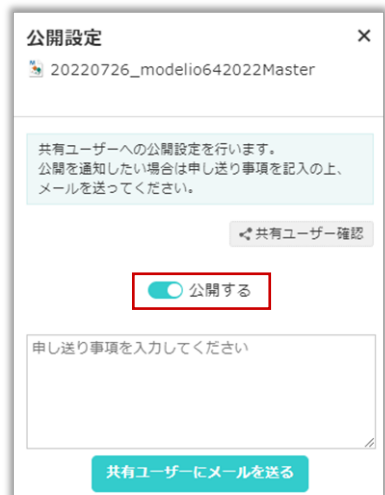 公開設定
×
20220726_modelio642022Master
共有ユーザーへの公開設定を行います。
公開を通知したい場合は申し送り事項を記入の上、
メールを送ってください。
共有ユーザー確認
公開する
申し送り事項を入力してください
共有ユーザーにメールを送る